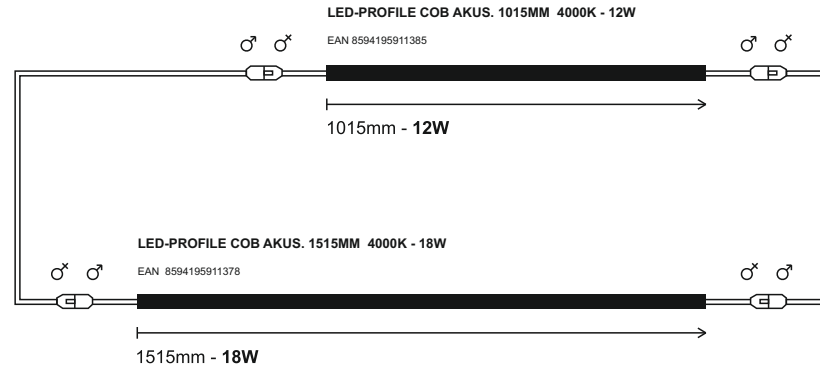 LED-PROFILE COB AKUS. 1015MM 4000K - 12W
EAN 8594195911385
1015mm - 12W
LED-PROFILE COB AKUS. 1515MM 4000K - 18W
EAN 8594195911378
1515mm - 18W